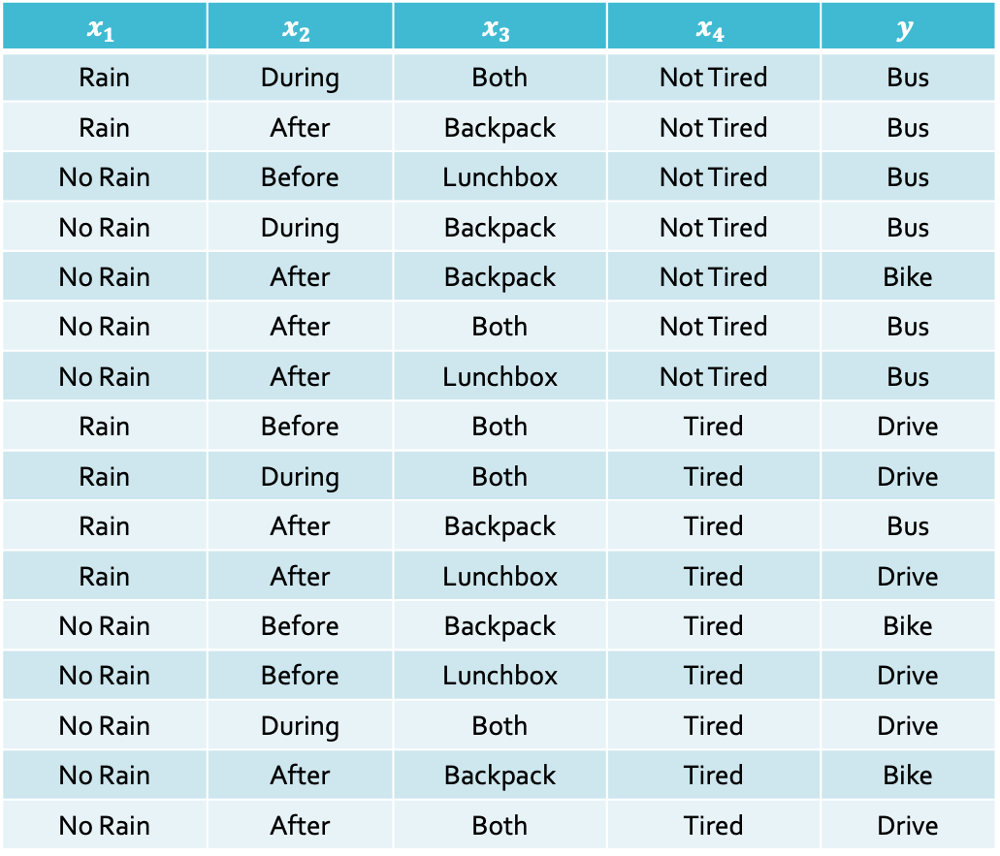 x₁ x₂ x₃ x₄ y
Rain During Both Not Tired Bus
Rain After Backpack Not Tired Bus
No Rain Before Lunchbox Not Tired Bus
No Rain During Backpack Not Tired Bus
No Rain After Backpack Not Tired Bike
No Rain After Both Not Tired Bus
No Rain After Lunchbox Not Tired Bus
Rain Before Both Tired Drive
Rain During Both Tired Drive
Rain After Backpack Tired Bus
Rain After Lunchbox Tired Drive
No Rain Before Backpack Tired Bike
No Rain Before Lunchbox Tired Drive
No Rain During Both Tired Drive
No Rain After Backpack Tired Bike
No Rain After Both Tired Drive